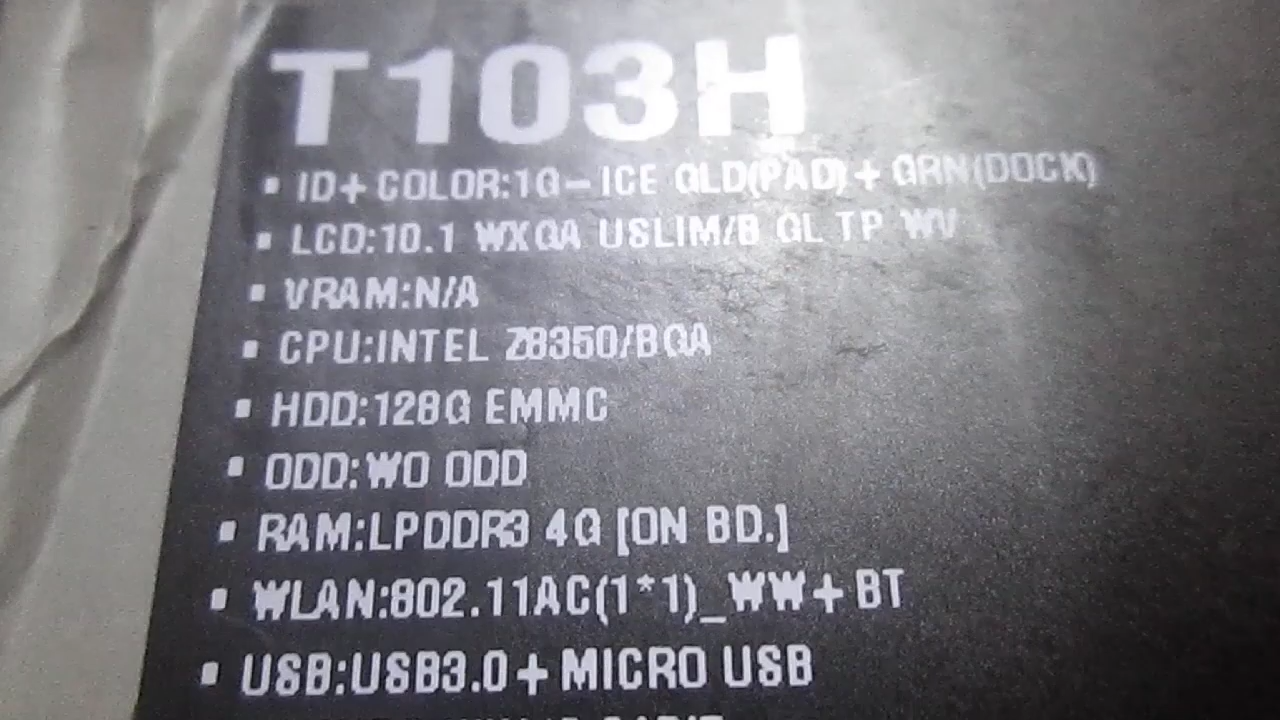 T103H
▪ ID+COLOR:1G-ICE GLD(PAD)+GRN(DOCK)
▪ LCD:10.1 WXGA USLIM/B GL TP WV
▪ VRAM:N/A
▪ CPU:INTEL Z8350/BGA
▪ HDD:128G EMMC
▪ ODD:WO ODD
▪ RAM:LPDDR3 4G [ON BD.]
▪ WLAN:802.11AC(1*1)_WW+BT
▪ USB:USB3.0+MICRO USB